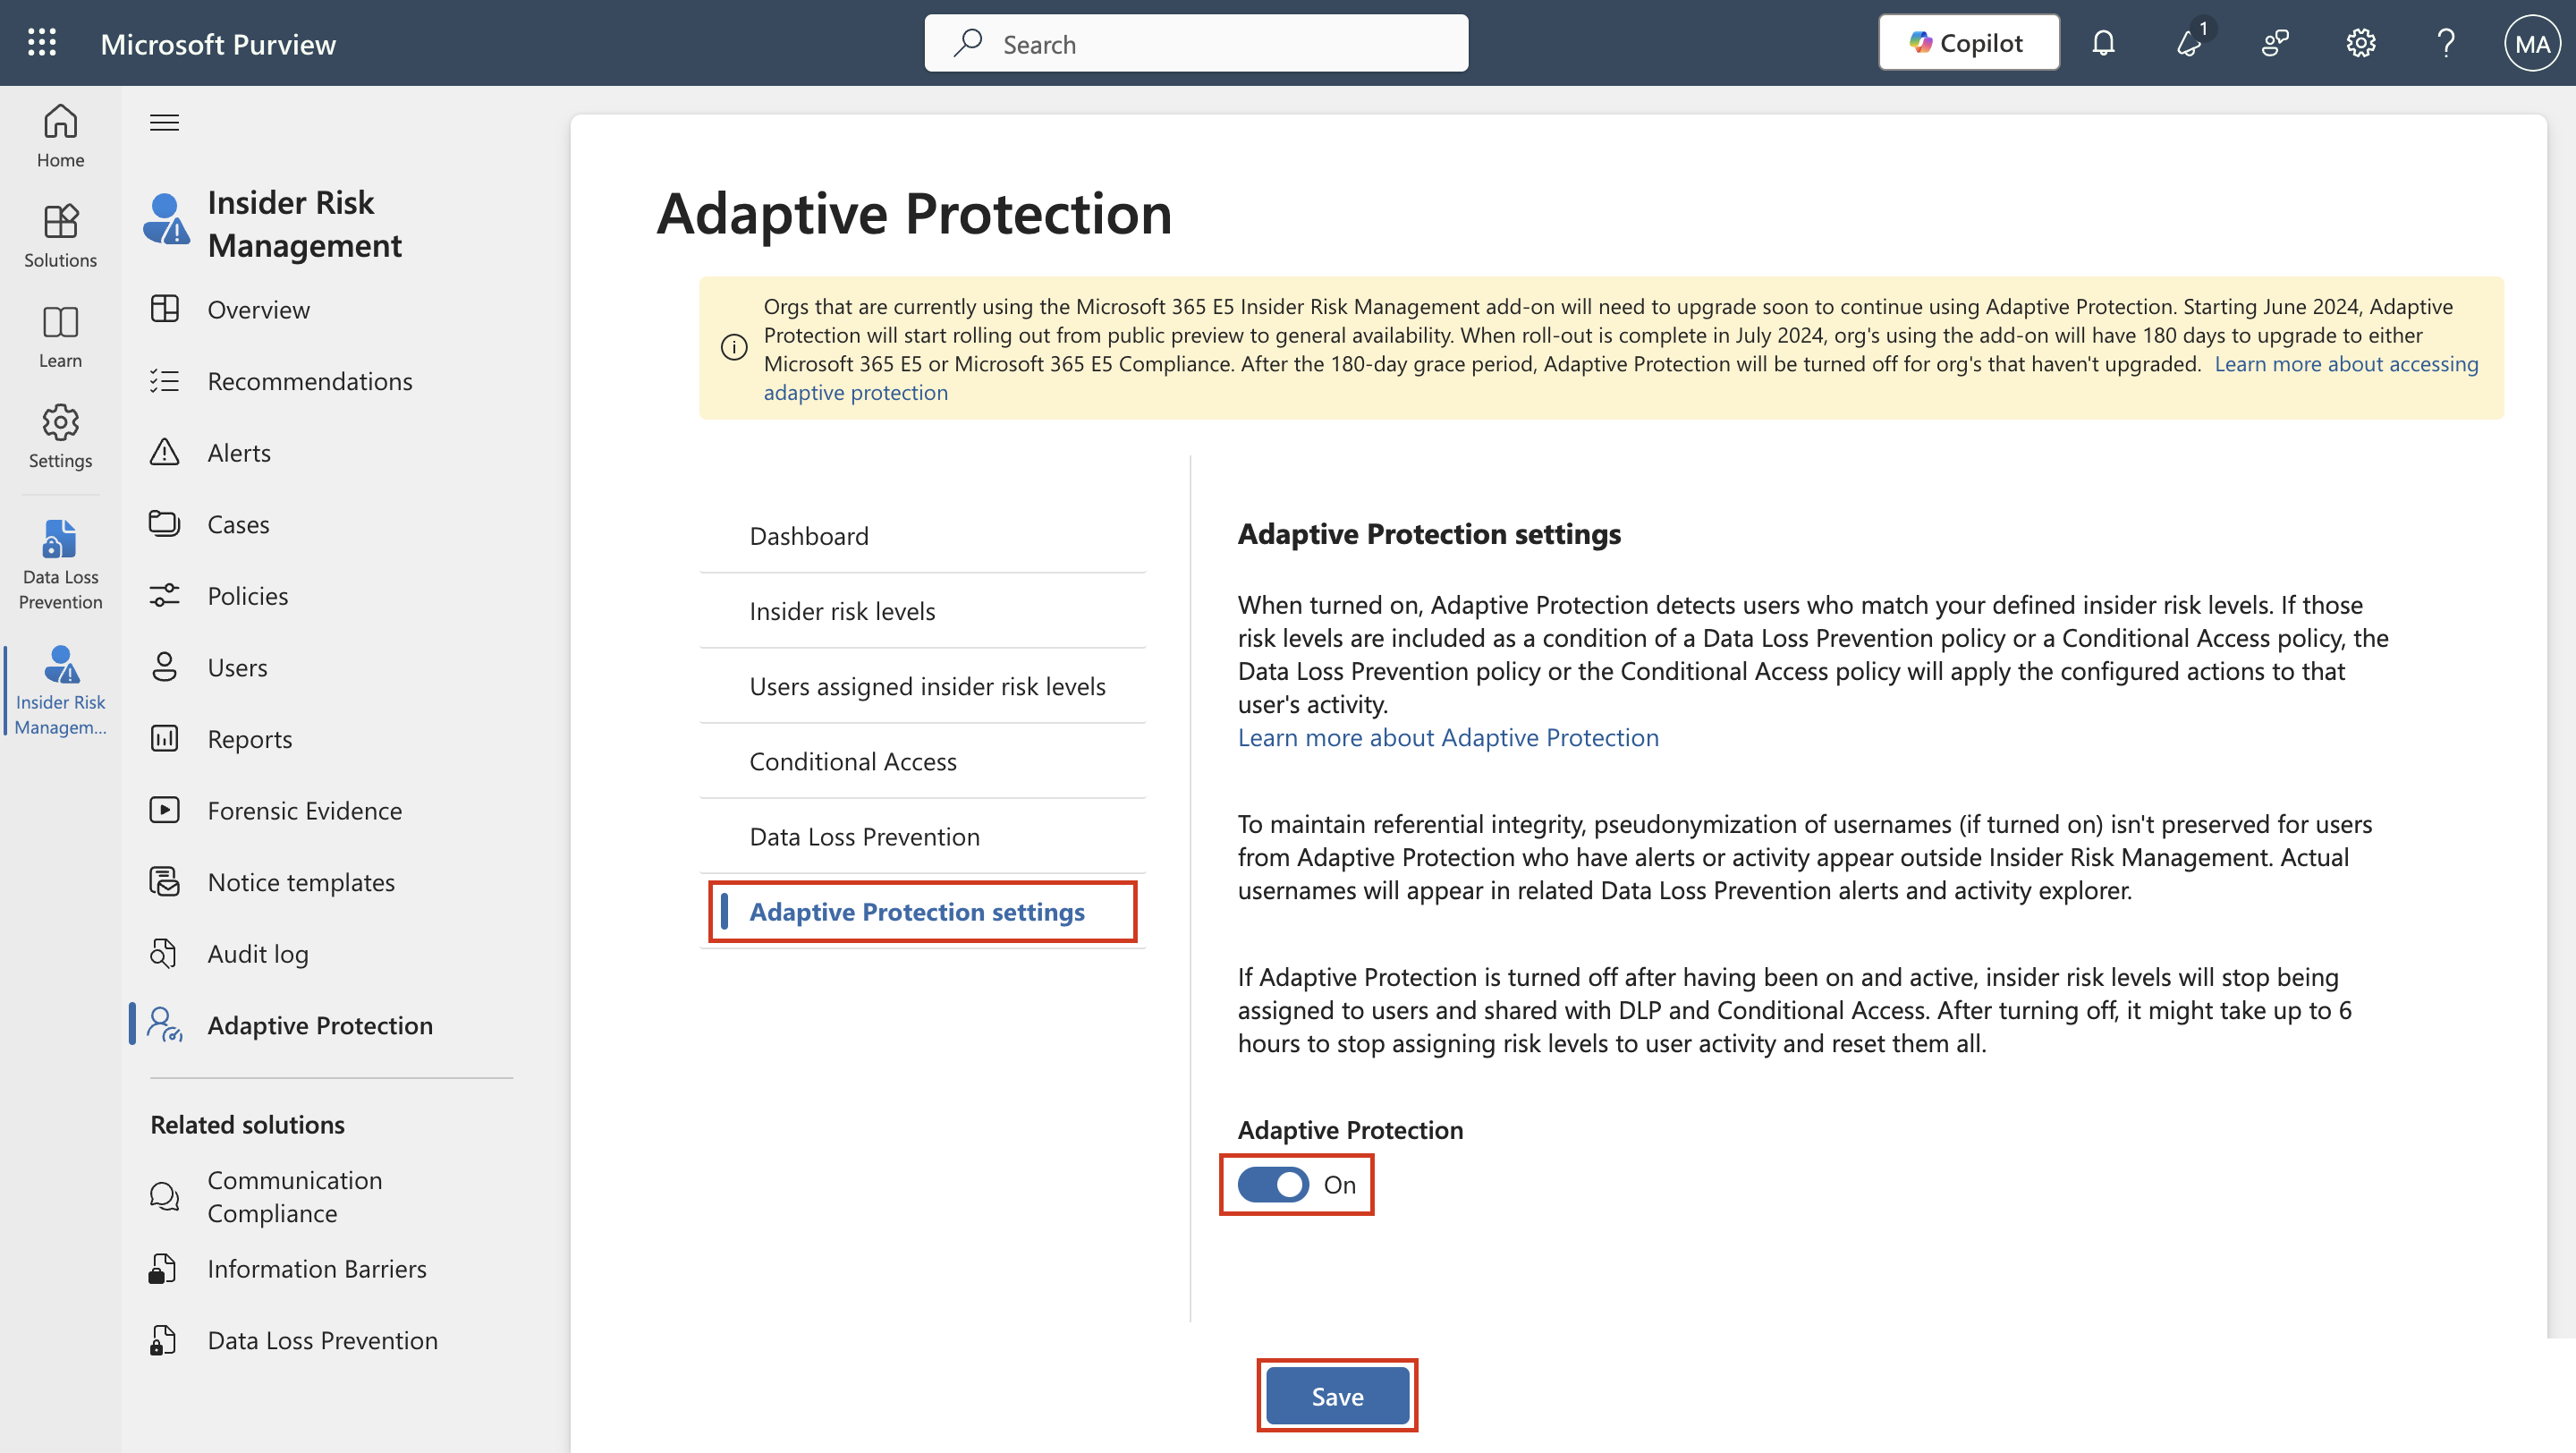 Microsoft Purview
Search
Copilot
1
MA
Home
Solutions
Learn
Settings
Data Loss
Prevention
Insider Risk
Managem...
Insider Risk
Management
Overview
Recommendations
Alerts
Cases
Policies
Users
Reports
Forensic Evidence
Notice templates
Audit log
Adaptive Protection
Related solutions
Communication
Compliance
Information Barriers
Data Loss Prevention
Adaptive Protection
Orgs that are currently using the Microsoft 365 E5 Insider Risk Management add-on will need to upgrade soon to continue using Adaptive Protection. Starting June 2024, Adaptive
Protection will start rolling out from public preview to general availability. When roll-out is complete in July 2024, org's using the add-on will have 180 days to upgrade to either
Microsoft 365 E5 or Microsoft 365 E5 Compliance. After the 180-day grace period, Adaptive Protection will be turned off for org's that haven't upgraded. Learn more about accessing
adaptive protection
Dashboard
Insider risk levels
Users assigned insider risk levels
Conditional Access
Data Loss Prevention
Adaptive Protection settings
Adaptive Protection settings
When turned on, Adaptive Protection detects users who match your defined insider risk levels. If those
risk levels are included as a condition of a Data Loss Prevention policy or a Conditional Access policy, the
Data Loss Prevention policy or the Conditional Access policy will apply the configured actions to that
user's activity.
Learn more about Adaptive Protection
To maintain referential integrity, pseudonymization of usernames (if turned on) isn't preserved for users
from Adaptive Protection who have alerts or activity appear outside Insider Risk Management. Actual
usernames will appear in related Data Loss Prevention alerts and activity explorer.
If Adaptive Protection is turned off after having been on and active, insider risk levels will stop being
assigned to users and shared with DLP and Conditional Access. After turning off, it might take up to 6
hours to stop assigning risk levels to user activity and reset them all.
Adaptive Protection
On
Save